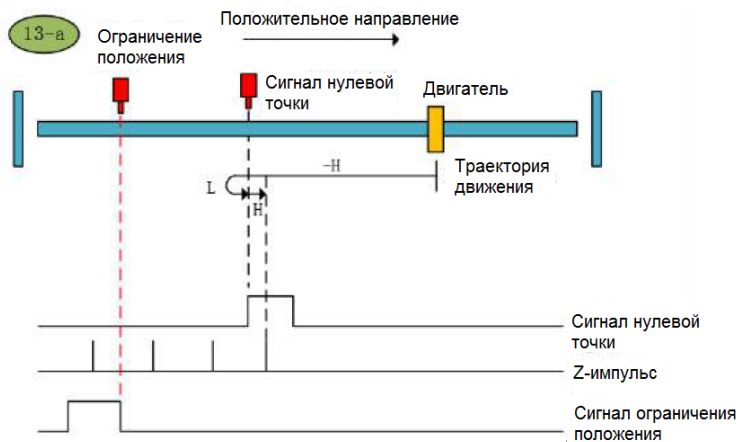 13-a
Положительное направление
Ограничение
положения
Сигнал нулевой
точки
Двигатель
-H
Траектория
движения
L
H
Сигнал нулевой
точки
Z-импульс
Сигнал ограничения
положения